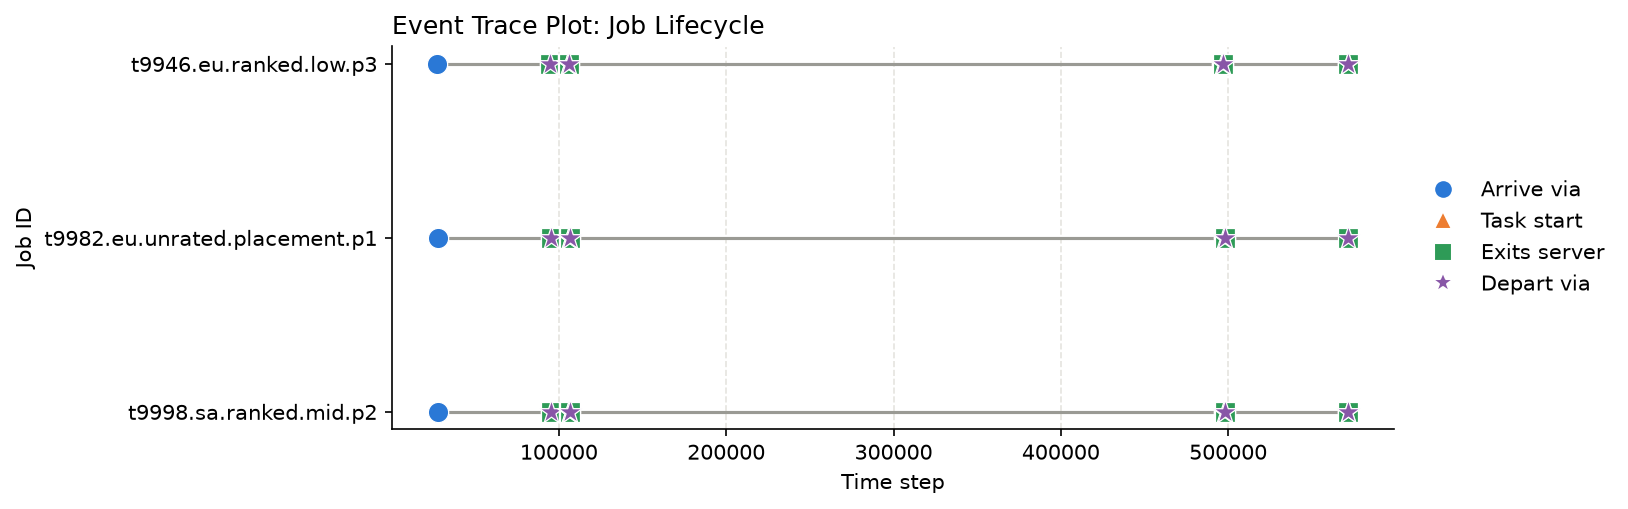 Event Trace Plot: Job Lifecycle
t9946.eu.ranked.low.p3
t9982.eu.unrated.placement.p1
t9998.sa.ranked.mid.p2
Job ID
100000
200000
300000
400000
500000
Time step
Arrive via
Task start
Exits server
Depart via